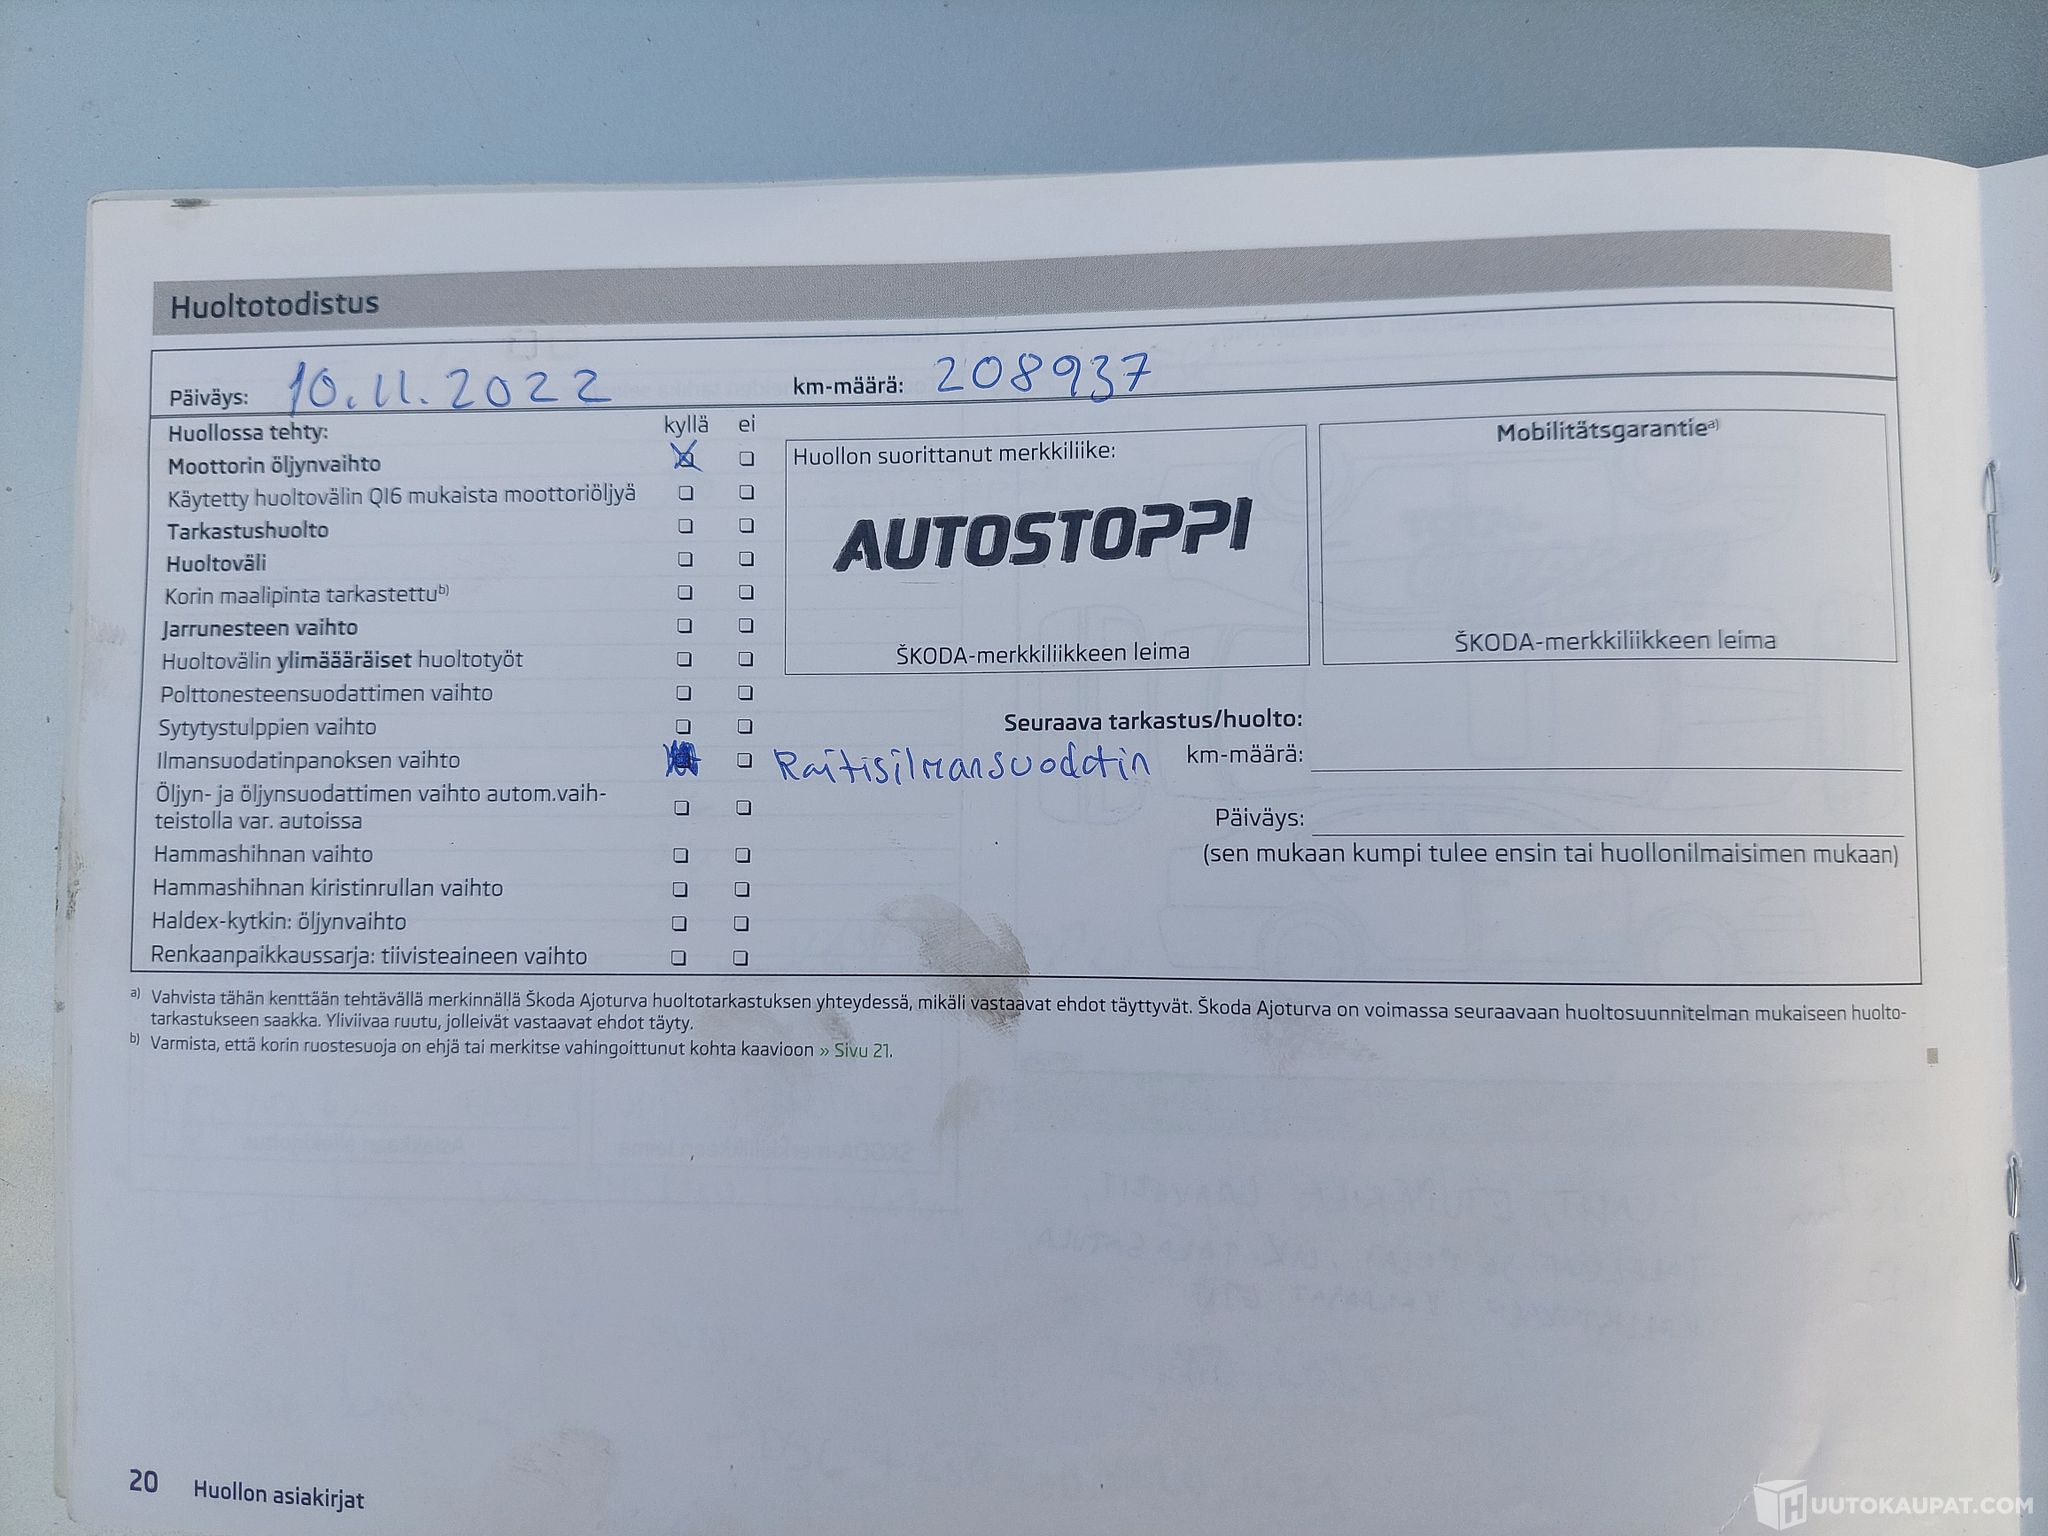 Huoltotodistus
Päiväys: 10.11.2022 km-määrä: 208937
Huollossa tehty: kyllä ei
Moottorin öljynvaihto
Käytetty huoltovälin QI6 mukaista moottoriöljyä
Tarkastushuolto
Huoltoväli
Korin maalipinta tarkastettu b)
Jarrunesteen vaihto
Huoltovälin ylimäääräiset huoltotyöt
Polttonesteensuodattimen vaihto
Sytytystulppien vaihto
Ilmansuodatinpanoksen vaihto
Öljyn- ja öljynsuodattimen vaihto autom.vaih-
teistolla var. autoissa
Hammashihnan vaihto
Hammashihnan kiristinrullan vaihto
Haldex-kytkin: öljynvaihto
Renkaanpaikkaussarja: tiivisteaineen vaihto
Huollon suorittanut merkkiliike:
AUTOSTOPPI
ŠKODA-merkkiliikkeen leima
Mobilitätsgarantie a)
ŠKODA-merkkiliikkeen leima
Raitisilmansuodatin
Seuraava tarkastus/huolto:
km-määrä:
Päiväys:
(sen mukaan kumpi tulee ensin tai huollonilmaisimen mukaan)
a) Vahvista tähän kenttään tehtävällä merkinnällä Škoda Ajoturva huoltotarkastuksen yhteydessä, mikäli vastaavat ehdot täyttyvät. Škoda Ajoturva on voimassa seuraavaan huoltosuunnitelman mukaiseen huolto-
tarkastukseen saakka. Yliviivaa ruutu, jolleivät vastaavat ehdot täyty.
b) Varmista, että korin ruostesuoja on ehjä tai merkitse vahingoittunut kohta kaavioon » Sivu 21.
20 Huollon asiakirjat
HUUTOKAUPAT.COM